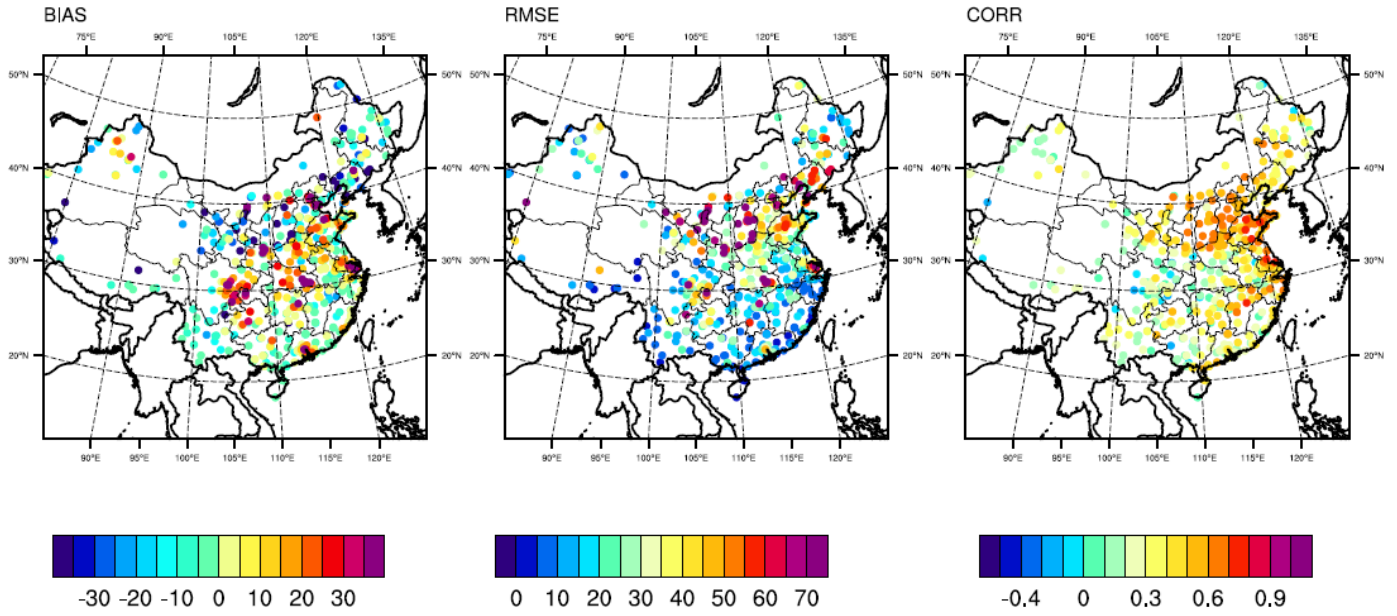 BIAS RMSE CORR
75°E 90°E 105°E 120°E 135°E 75°E 90°E 105°E 120°E 135°E 75°E 90°E 105°E 120°E 135°E
50°N 50°N 50°N 50°N 50°N 50°N
40°N 40°N 40°N 40°N 40°N 40°N
30°N 30°N 30°N 30°N 30°N 30°N
20°N 20°N 20°N 20°N 20°N 20°N
90°E 95°E 100°E 105°E 110°E 115°E 120°E 90°E 95°E 100°E 105°E 110°E 115°E 120°E 90°E 95°E 100°E 105°E 110°E 115°E 120°E
-30 -20 -10 0 10 20 30 0 10 20 30 40 50 60 70 -0.4 0 0.3 0.6 0.9